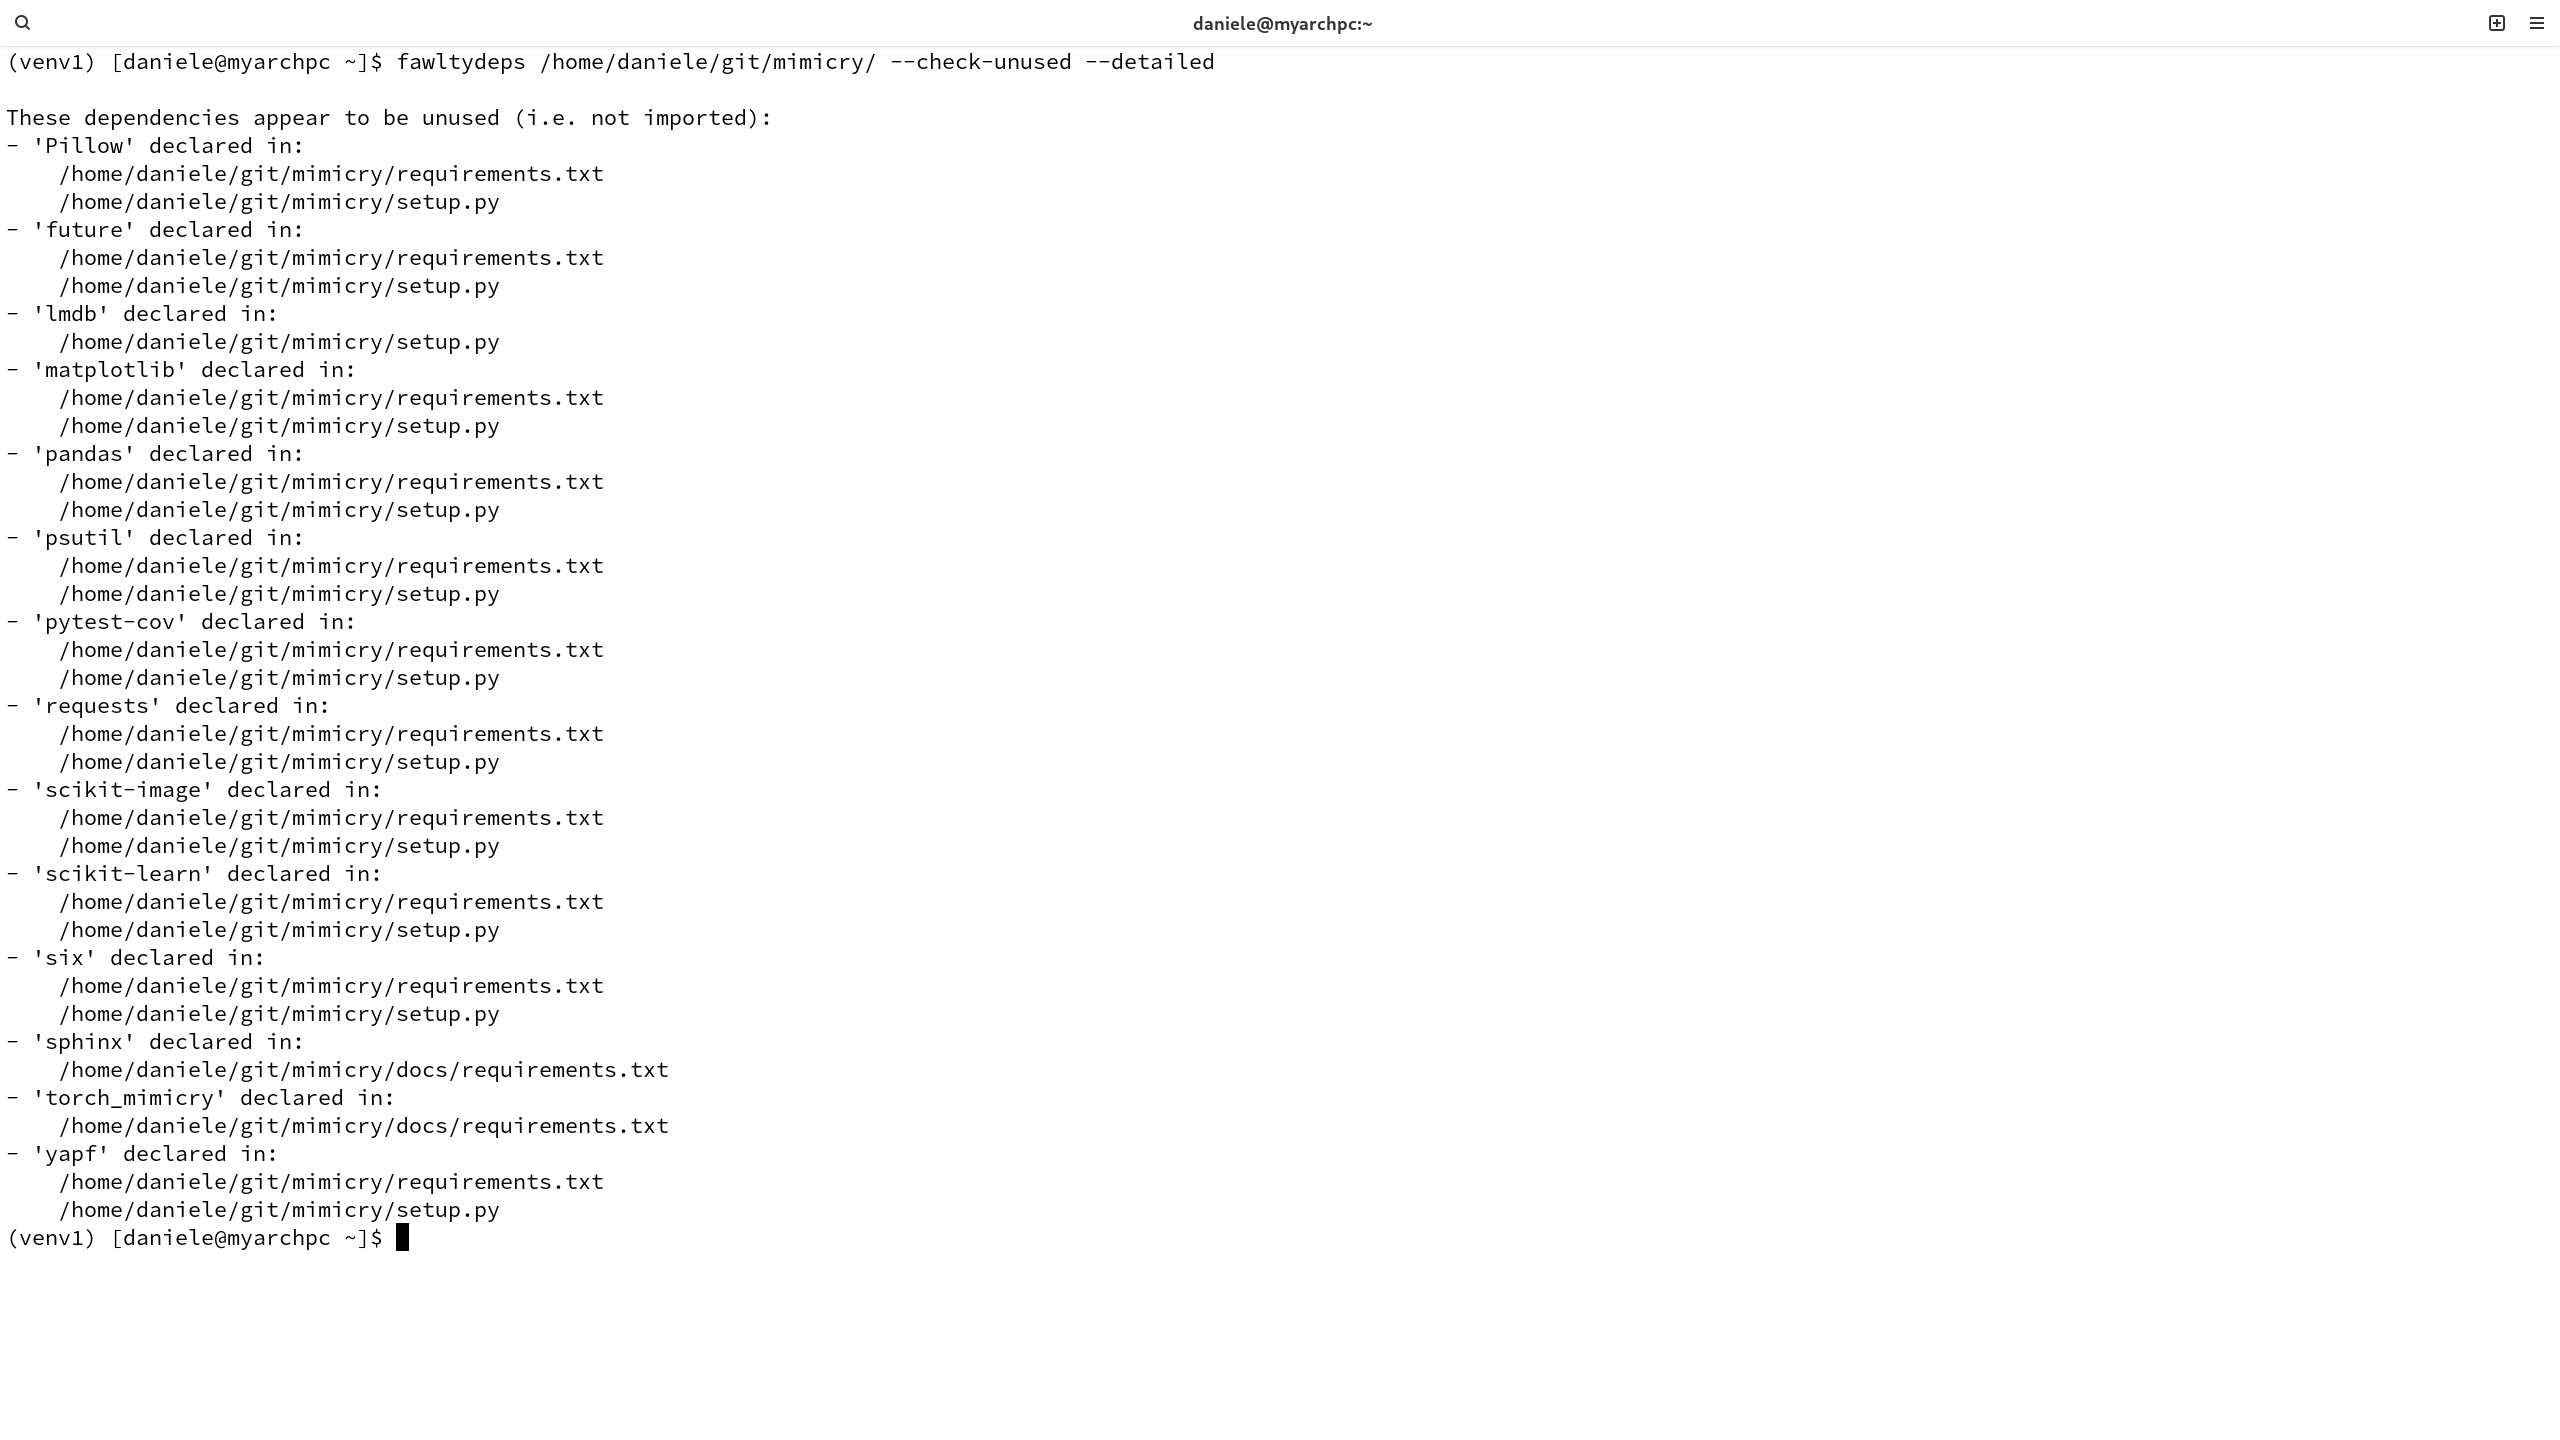 daniele@myarchpc:~
(venv1) [daniele@myarchpc ~]$ fawltydeps /home/daniele/git/mimicry/ --check-unused --detailed
These dependencies appear to be unused (i.e. not imported):
- 'Pillow' declared in:
/home/daniele/git/mimicry/requirements.txt
/home/daniele/git/mimicry/setup.py
- 'future' declared in:
/home/daniele/git/mimicry/requirements.txt
/home/daniele/git/mimicry/setup.py
- 'lmdb' declared in:
/home/daniele/git/mimicry/setup.py
- 'matplotlib' declared in:
/home/daniele/git/mimicry/requirements.txt
/home/daniele/git/mimicry/setup.py
- 'pandas' declared in:
/home/daniele/git/mimicry/requirements.txt
/home/daniele/git/mimicry/setup.py
- 'psutil' declared in:
/home/daniele/git/mimicry/requirements.txt
/home/daniele/git/mimicry/setup.py
- 'pytest-cov' declared in:
/home/daniele/git/mimicry/requirements.txt
/home/daniele/git/mimicry/setup.py
- 'requests' declared in:
/home/daniele/git/mimicry/requirements.txt
/home/daniele/git/mimicry/setup.py
- 'scikit-image' declared in:
/home/daniele/git/mimicry/requirements.txt
/home/daniele/git/mimicry/setup.py
- 'scikit-learn' declared in:
/home/daniele/git/mimicry/requirements.txt
/home/daniele/git/mimicry/setup.py
- 'six' declared in:
/home/daniele/git/mimicry/requirements.txt
/home/daniele/git/mimicry/setup.py
- 'sphinx' declared in:
/home/daniele/git/mimicry/docs/requirements.txt
- 'torch_mimicry' declared in:
/home/daniele/git/mimicry/docs/requirements.txt
- 'yapf' declared in:
/home/daniele/git/mimicry/requirements.txt
/home/daniele/git/mimicry/setup.py
(venv1) [daniele@myarchpc ~]$